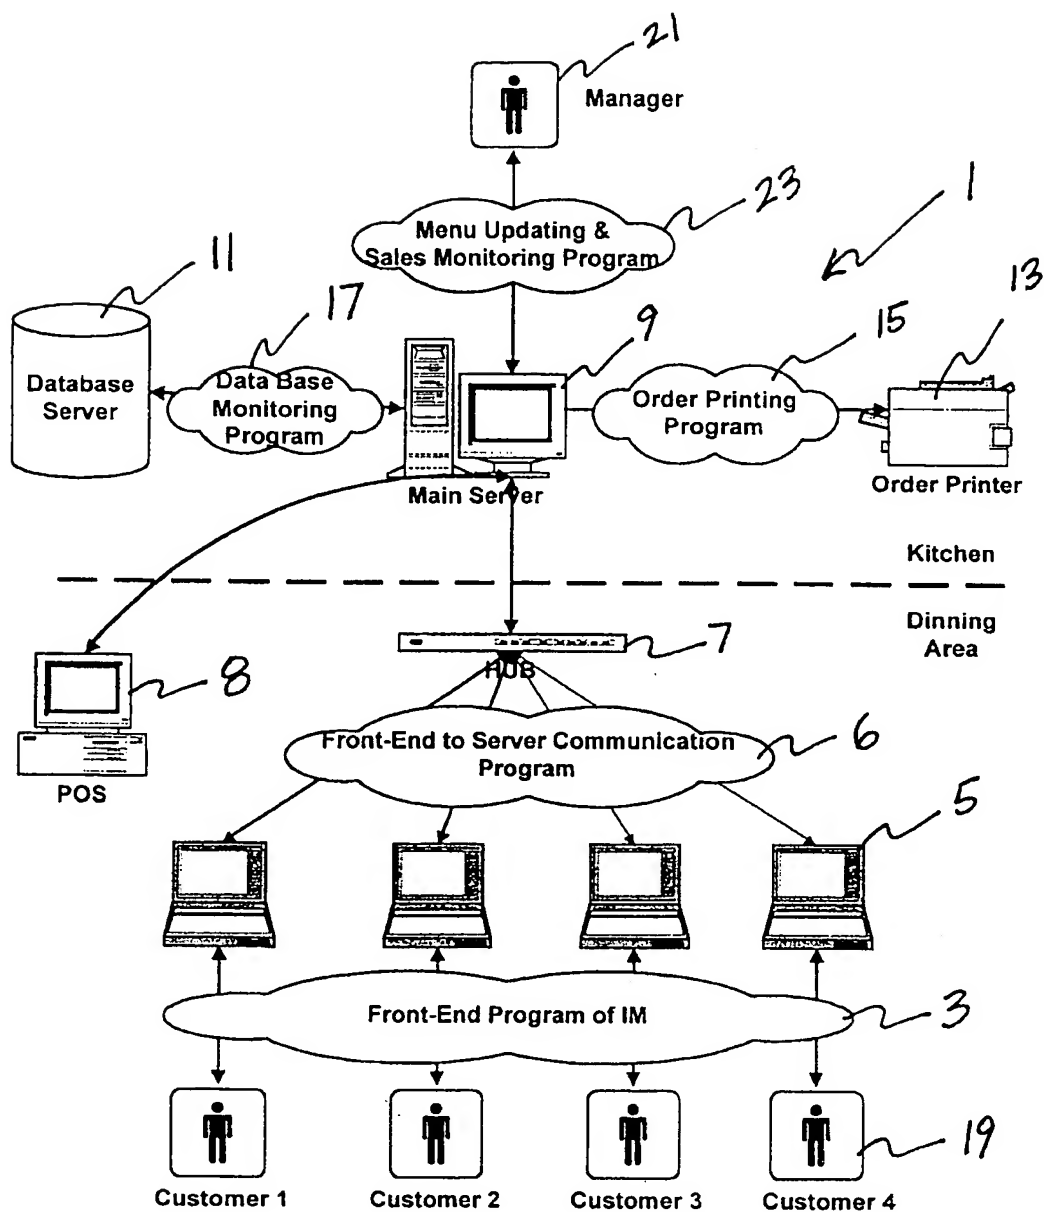 21
Manager
23
1
Menu Updating &
Sales Monitoring Program
11
17
9
15
13
Database
Server
Data Base
Monitoring
Program
Order Printing
Program
Main Server
Order Printer
Kitchen
Dinning
Area
7
HUB
8
POS
Front-End to Server Communication
Program
6
5
Front-End Program of IM
3
19
Customer 1
Customer 2
Customer 3
Customer 4